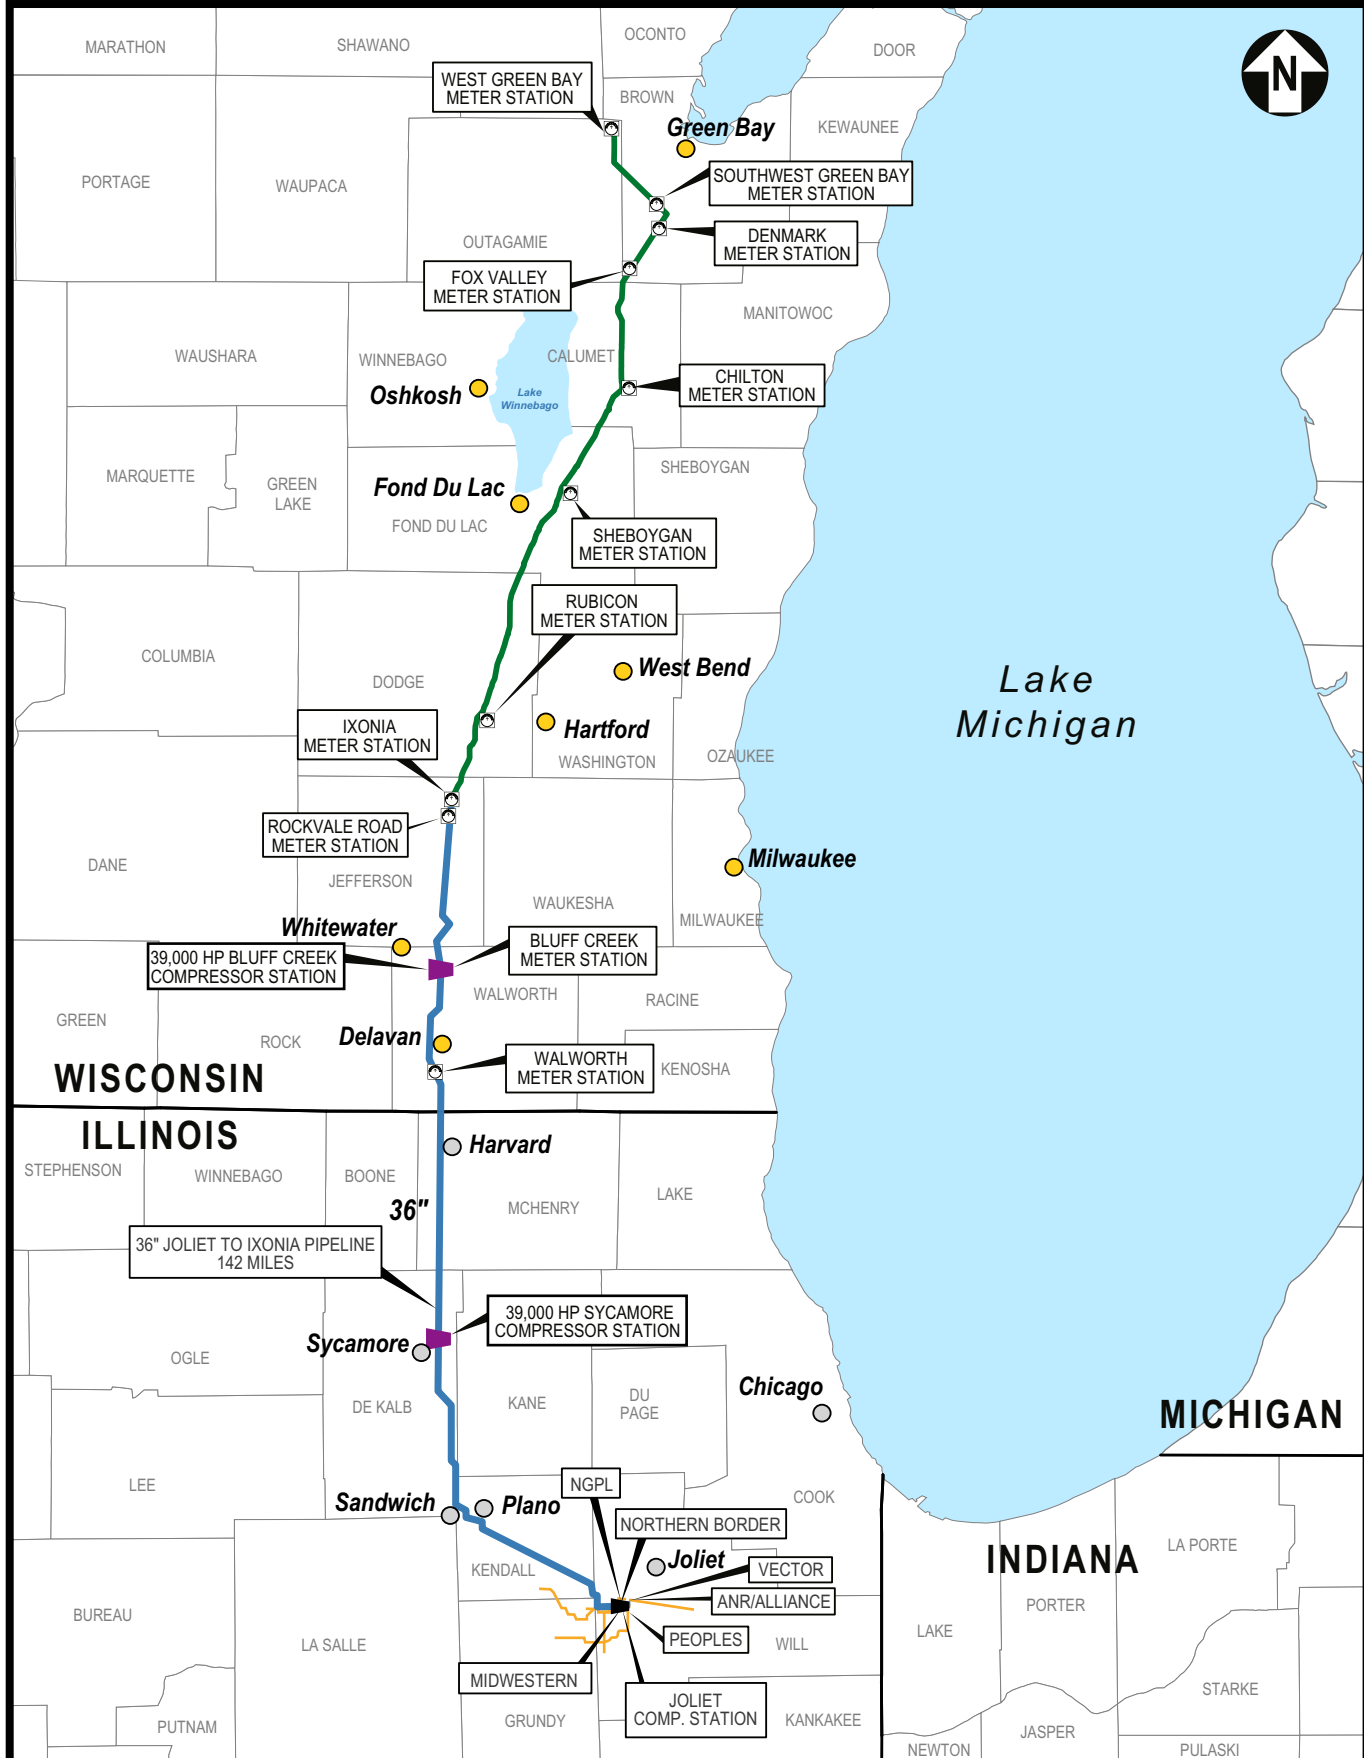 MARATHON
SHAWANO
OCONTO
DOOR
N
WEST GREEN BAY
METER STATION
BROWN
Green Bay
KEWAUNEE
PORTAGE
WAUPACA
SOUTHWEST GREEN BAY
METER STATION
OUTAGAMIE
DENMARK
METER STATION
FOX VALLEY
METER STATION
MANITOWOC
WAUSHARA
WINNEBAGO
CALUMET
CHILTON
METER STATION
Oshkosh
Lake
Winnebago
MARQUETTE
GREEN
LAKE
SHEBOYGAN
Fond Du Lac
FOND DU LAC
SHEBOYGAN
METER STATION
RUBICON
METER STATION
COLUMBIA
DODGE
West Bend
Lake
Michigan
IXONIA
METER STATION
Hartford
WASHINGTON
OZAUKEE
ROCKVALE ROAD
METER STATION
DANE
JEFFERSON
Milwaukee
WAUKESHA
MILWAUKEE
Whitewater
39,000 HP BLUFF CREEK
COMPRESSOR STATION
BLUFF CREEK
METER STATION
WALWORTH
RACINE
GREEN
ROCK
Delavan
WALWORTH
METER STATION
KENOSHA
WISCONSIN
ILLINOIS
Harvard
STEPHENSON
WINNEBAGO
BOONE
36"
MCHENRY
LAKE
36" JOLIET TO IXONIA PIPELINE
142 MILES
39,000 HP SYCAMORE
COMPRESSOR STATION
Sycamore
OGLE
DE KALB
KANE
DU
PAGE
Chicago
MICHIGAN
LEE
NGPL
COOK
Sandwich
Plano
NORTHERN BORDER
Joliet
INDIANA
LA PORTE
KENDALL
VECTOR
ANR/ALLIANCE
BUREAU
LA SALLE
PEOPLES
WILL
LAKE
PORTER
MIDWESTERN
JOLIET
COMP. STATION
STARKE
PUTNAM
GRUNDY
KANKAKEE
NEWTON
JASPER
PULASKI